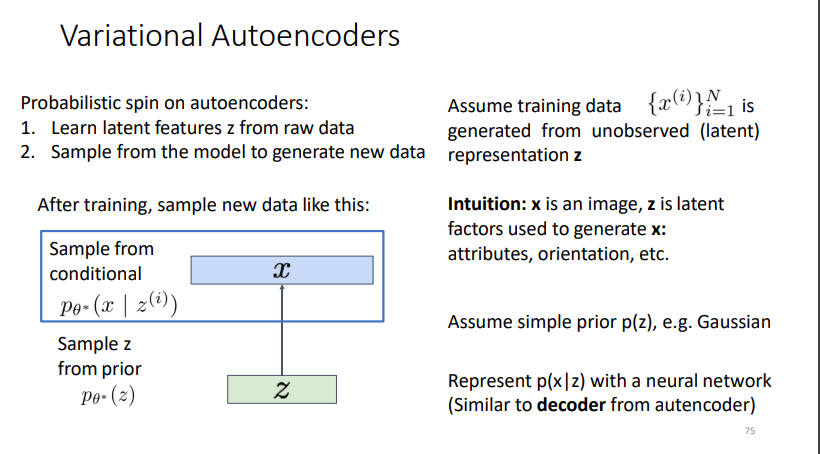 Variational Autoencoders
Probabilistic spin on autoencoders:
1. Learn latent features z from raw data
2. Sample from the model to generate new data
After training, sample new data like this:
Sample from
conditional
p_{θ*}(x | z^{(i)})
x
Sample z
from prior
p_{θ*}(z)
z
Assume training data {x^{(i)}}_{i=1}^{N} is
generated from unobserved (latent)
representation z
Intuition: x is an image, z is latent
factors used to generate x:
attributes, orientation, etc.
Assume simple prior p(z), e.g. Gaussian
Represent p(x|z) with a neural network
(Similar to decoder from autencoder)
75